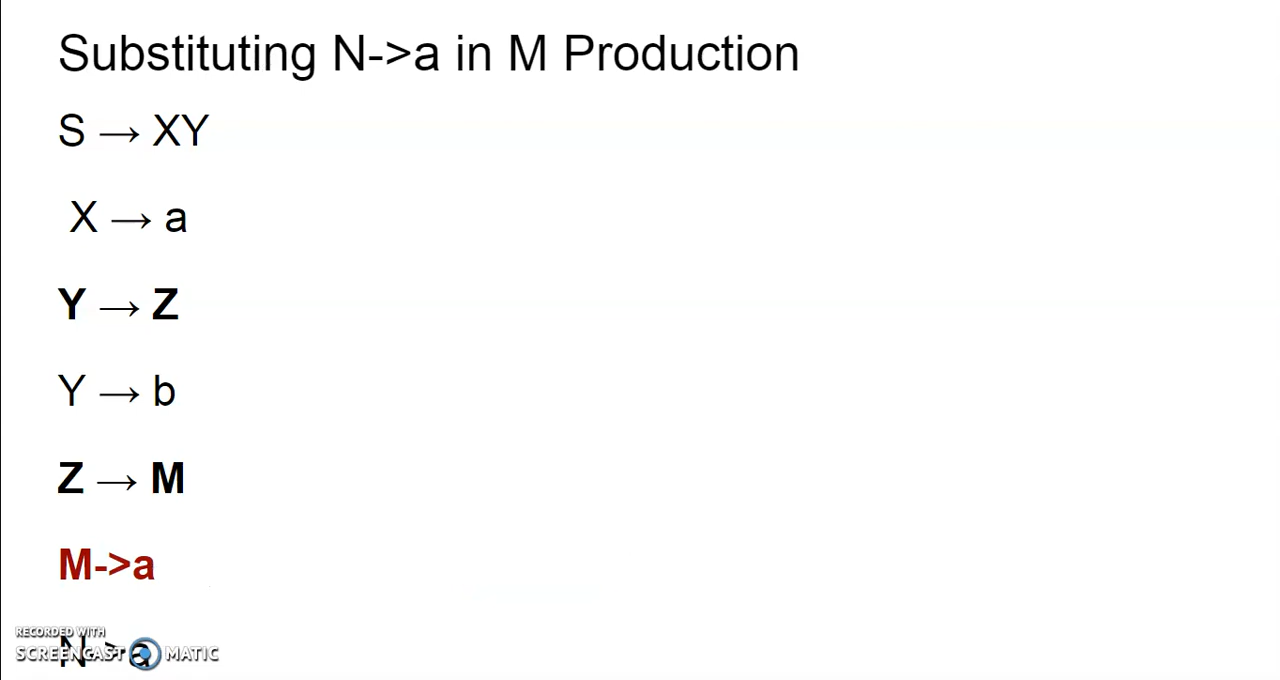 Substituting N->a in M Production
S → XY
X → a
Y → Z
Y → b
Z → M
M->a
RECORDED WITH
N->a
SCREENCAST MATIC